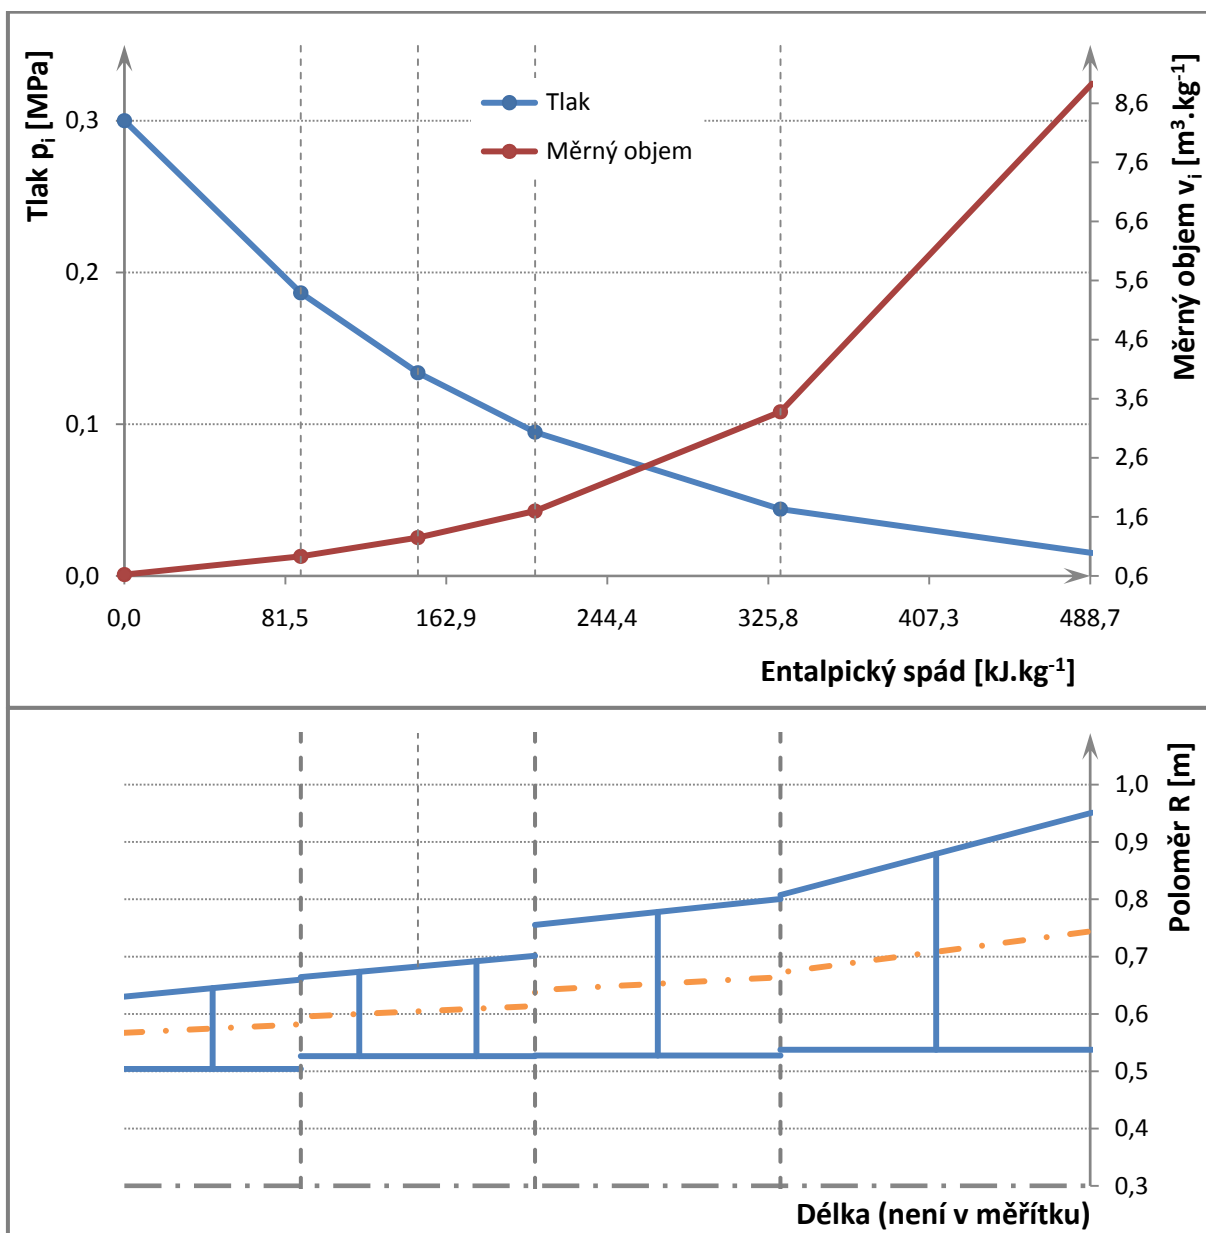 Tlak pᵢ [MPa]
0,3
0,2
0,1
0,0
Tlak
Měrný objem
8,6
7,6
6,6
5,6
4,6
3,6
2,6
1,6
0,6
Měrný objem vᵢ [m³.kg⁻¹]
0,0 81,5 162,9 244,4 325,8 407,3 488,7
Entalpický spád [kJ.kg⁻¹]
1,0
0,9
0,8
0,7
0,6
0,5
0,4
0,3
Poloměr R [m]
Délka (není v měřítku)